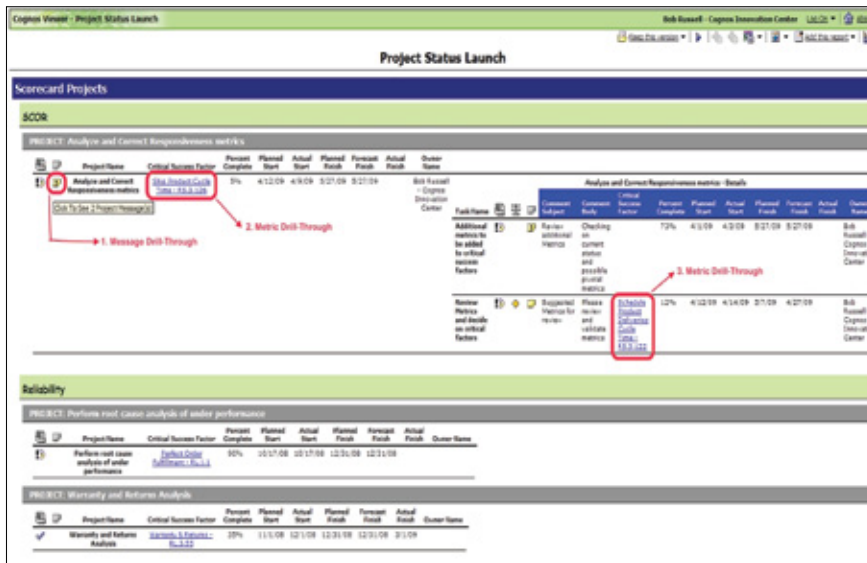 Cognos Viewer - Project Status Launch
Bob Russell - Cognos Innovation Center Log On
Keep this version Add this report
Project Status Launch
Scorecard Projects
SCOR
PROJECT: Analyze and Correct Responsiveness metrics
Project Name Critical Success Factor Percent Complete Planned Start Actual Start Planned Finish Forecast Finish Actual Finish Owner Name
Analyze and Correct Responsiveness metrics
5% 4/12/09 4/9/09 5/27/09 5/27/09
Bob Russell - Cognos Innovation Center
Click To See 2 Project Message(s)
1. Message Drill-Through
2. Metric Drill-Through
Analyze and Correct Responsiveness metrics - Details
Task Name Comment Subject Comment Body Critical Success Factor Percent Complete Planned Start Actual Start Planned Finish Forecast Finish Actual Finish Owner Name
Additional metrics to be added to critical success factors
Review additional Metrics
Checking on current status and possible pivotal metrics
73% 4/1/09 4/3/09 5/27/09 5/27/09
Bob Russell Cognos
3. Metric Drill-Through
Review Metrics and decide on critical factors
Suggested Metrics for review
Please review and validate metrics
Schedule Product Deliveries Cycle Time -
12% 4/12/09 4/14/09 5/7/09 4/27/09
Bob Russell Cognos
Reliability
PROJECT: Perform root cause analysis of under performance
Project Name Critical Success Factor Percent Complete Planned Start Actual Start Planned Finish Forecast Finish Actual Finish Owner Name
Perform root cause analysis of under performance
Perfect Order Fulfillment - RL.1.1
90% 10/17/08 10/17/08 12/31/08 12/31/08
PROJECT: Warranty and Returns Analysis
Project Name Critical Success Factor Percent Complete Planned Start Actual Start Planned Finish Forecast Finish Actual Finish Owner Name
Warranty and Returns Analysis
Warranty & Returns -
35% 11/1/08 12/1/08 12/31/08 12/31/08 3/1/09